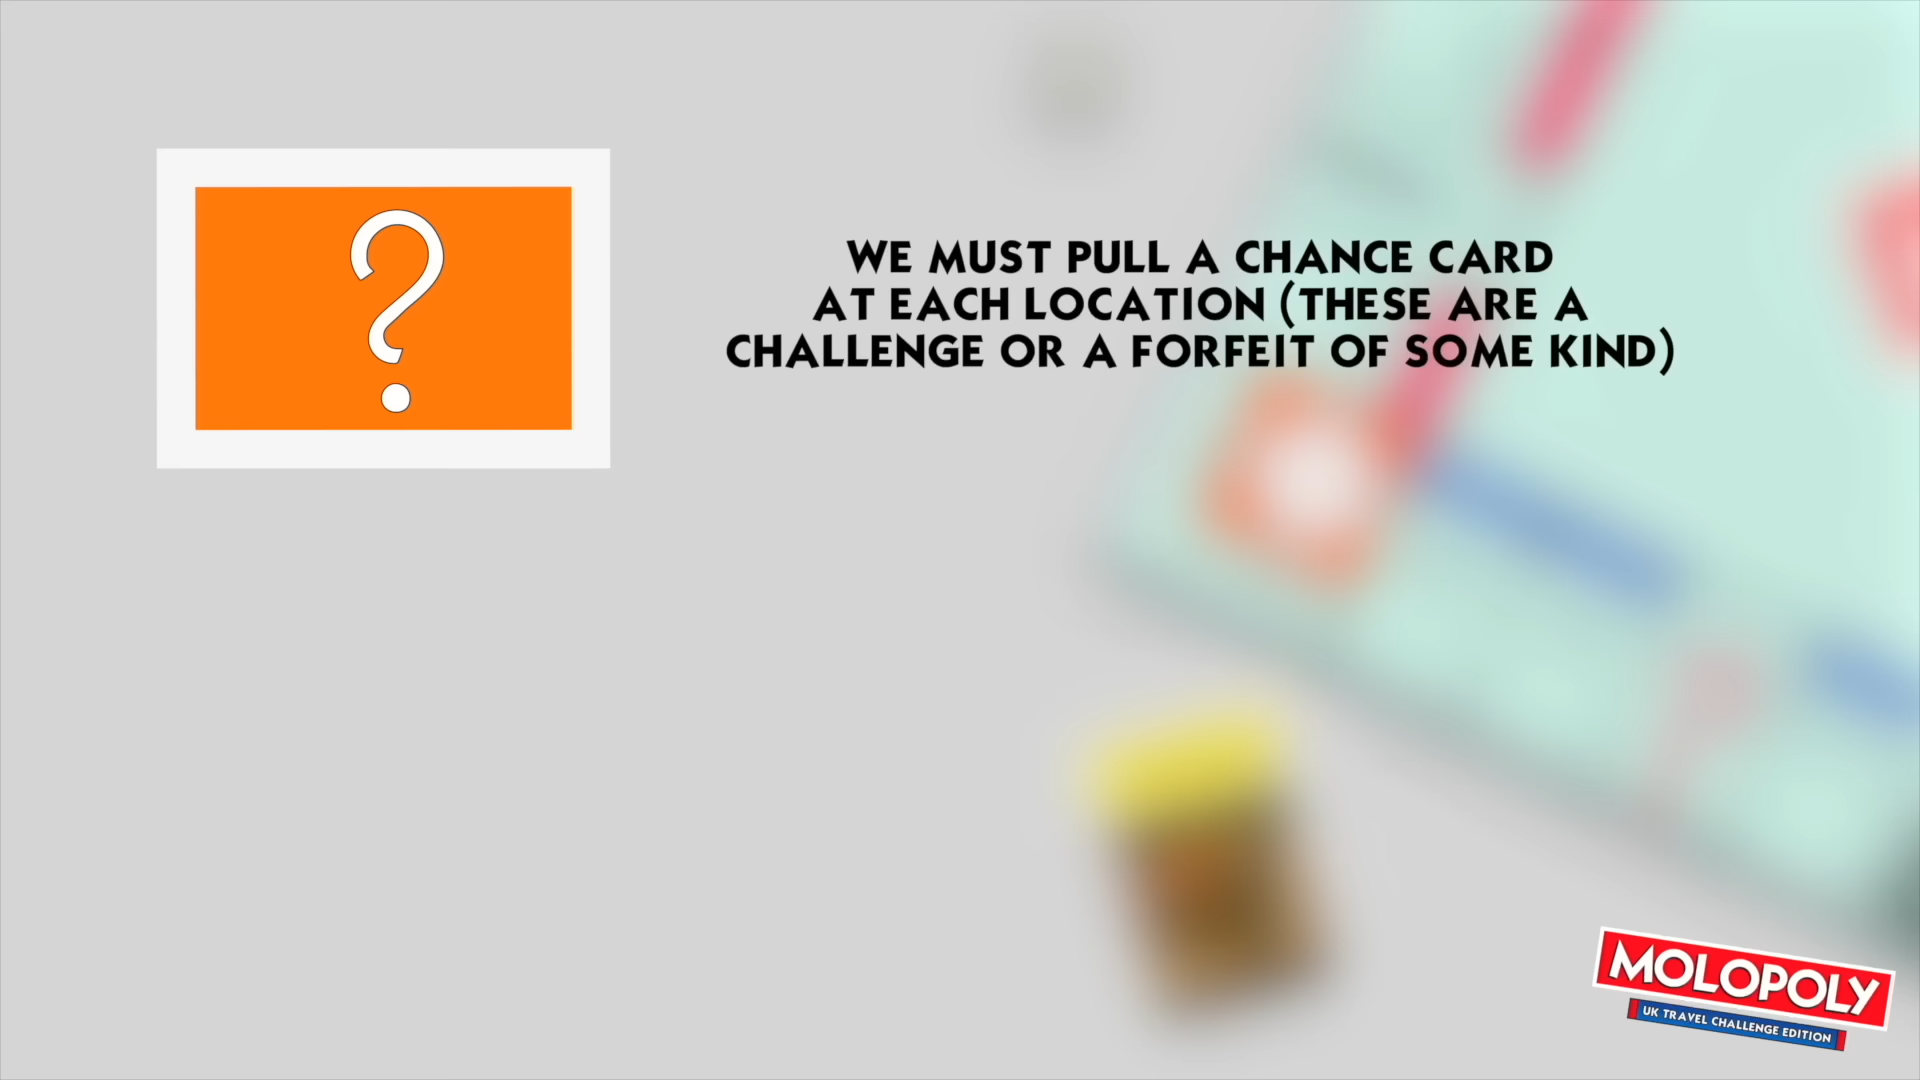 ?
WE MUST PULL A CHANCE CARD
AT EACH LOCATION (THESE ARE A
CHALLENGE OR A FORFEIT OF SOME KIND)
MOLOPOLY
UK TRAVEL CHALLENGE EDITION